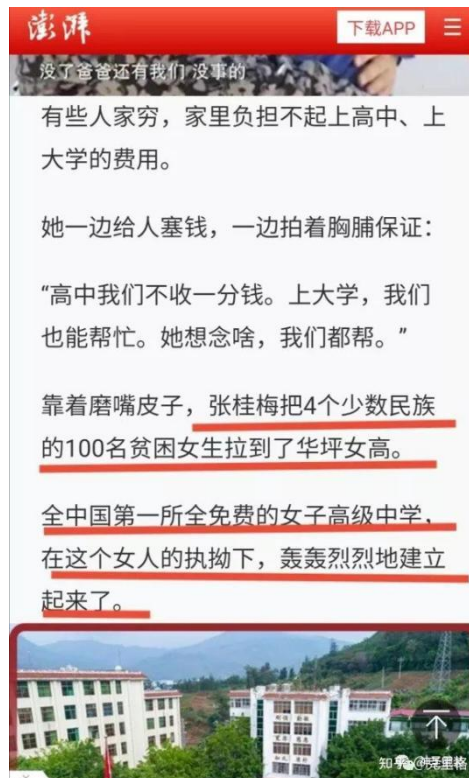 澎湃
下载APP
没了爸爸还有我们 没事的
有些人家穷，家里负担不起上高中、上
大学的费用。
她一边给人塞钱，一边拍着胸脯保证：
“高中我们不收一分钱。上大学，我们
也能帮忙。她想念啥，我们都帮。”
靠着磨嘴皮子，张桂梅把4个少数民族
的100名贫困女生拉到了华坪女高。
全中国第一所全免费的女子高级中学，
在这个女人的执拗下，轰轰烈烈地建立
起来了。
知乎